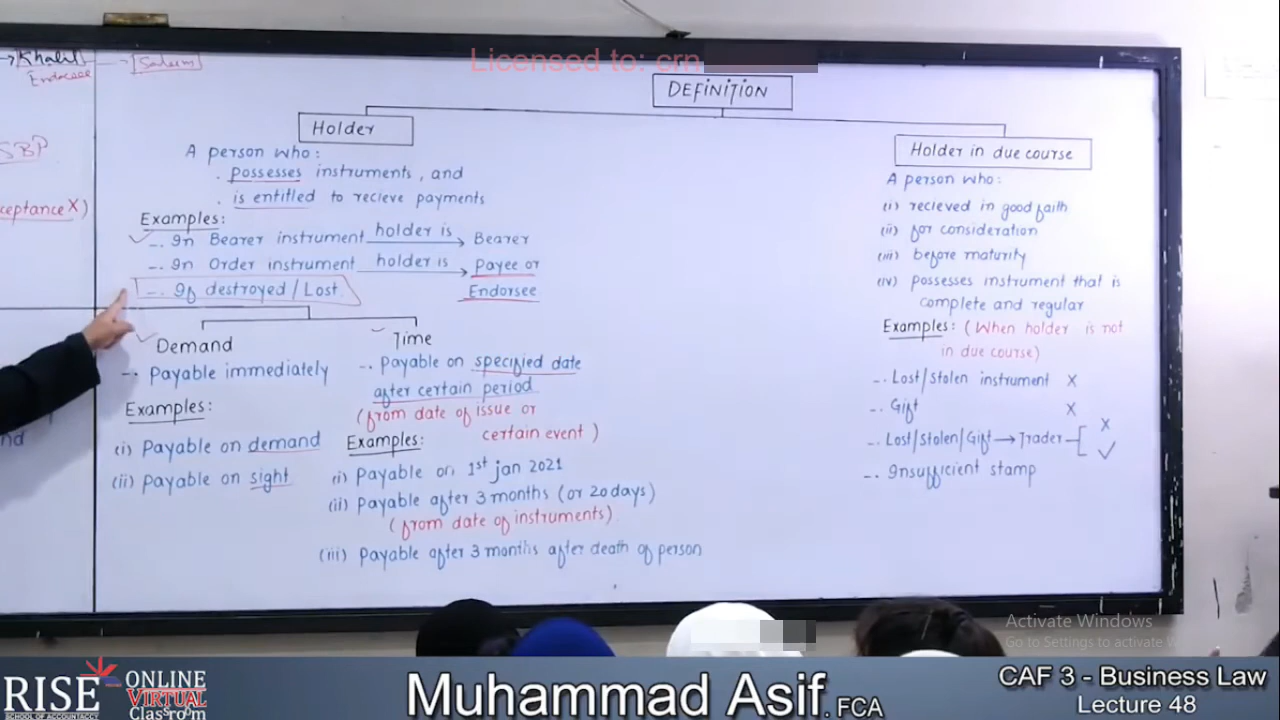 Licensed to: crn
→Khalil
Endorsee
Saleem
SBP
ceptance X)
nd
DEFINITION
Holder
A person who:
. possesses instruments, and
. is entitled to recieve payments
Examples:
-. In Bearer instrument holder is → Bearer
-. In Order instrument holder is → Payee or
Endorsee
-. If destroyed / Lost
Demand
-. Payable immediately
Examples:
(i) Payable on demand
(ii) Payable on sight
Time
-. Payable on specified date
after certain period
(from date of issue or
certain event)
Examples:
(i) Payable on 1st jan 2021
(ii) Payable after 3 months (or 20 days)
(from date of instruments)
(iii) Payable after 3 months after death of person
Holder in due course
A person who:
(i) recieved in good faith
(ii) for consideration
(iii) before maturity
(iv) possesses instrument that is
complete and regular
Examples: (When holder is not
in due course)
-. Lost/Stolen instrument X
-. Gift X
-. Lost/Stolen/Gift → Trader X ✓
-. Insufficient stamp
Activate Windows
Go to Settings to activate W
RISE
SCHOOL OF ACCOUNTANCY
ONLINE
VIRTUAL
Classroom
Muhammad Asif. FCA
CAF 3 - Business Law
Lecture 48